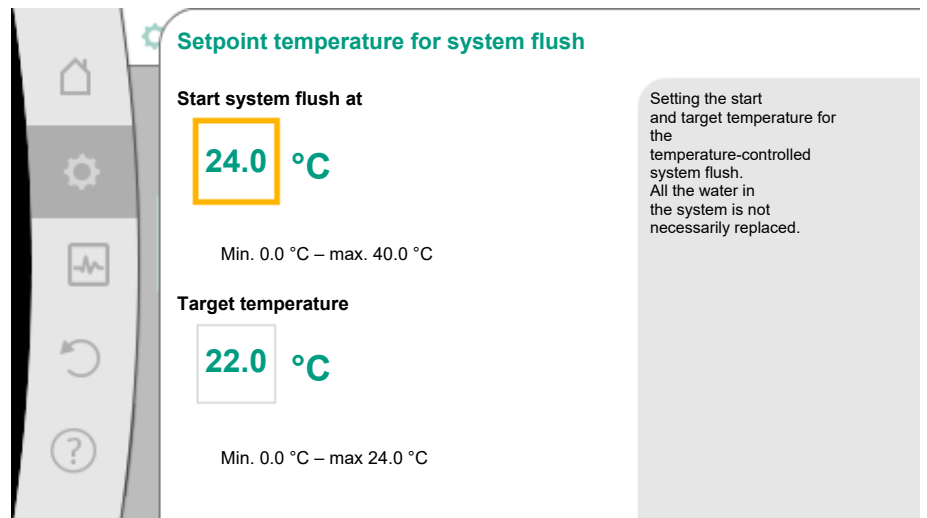 Setpoint temperature for system flush
Start system flush at
24.0 °C
Min. 0.0 °C – max. 40.0 °C
Target temperature
22.0 °C
Min. 0.0 °C – max 24.0 °C
Setting the start
and target temperature for
the
temperature-controlled
system flush.
All the water in
the system is not
necessarily replaced.
?